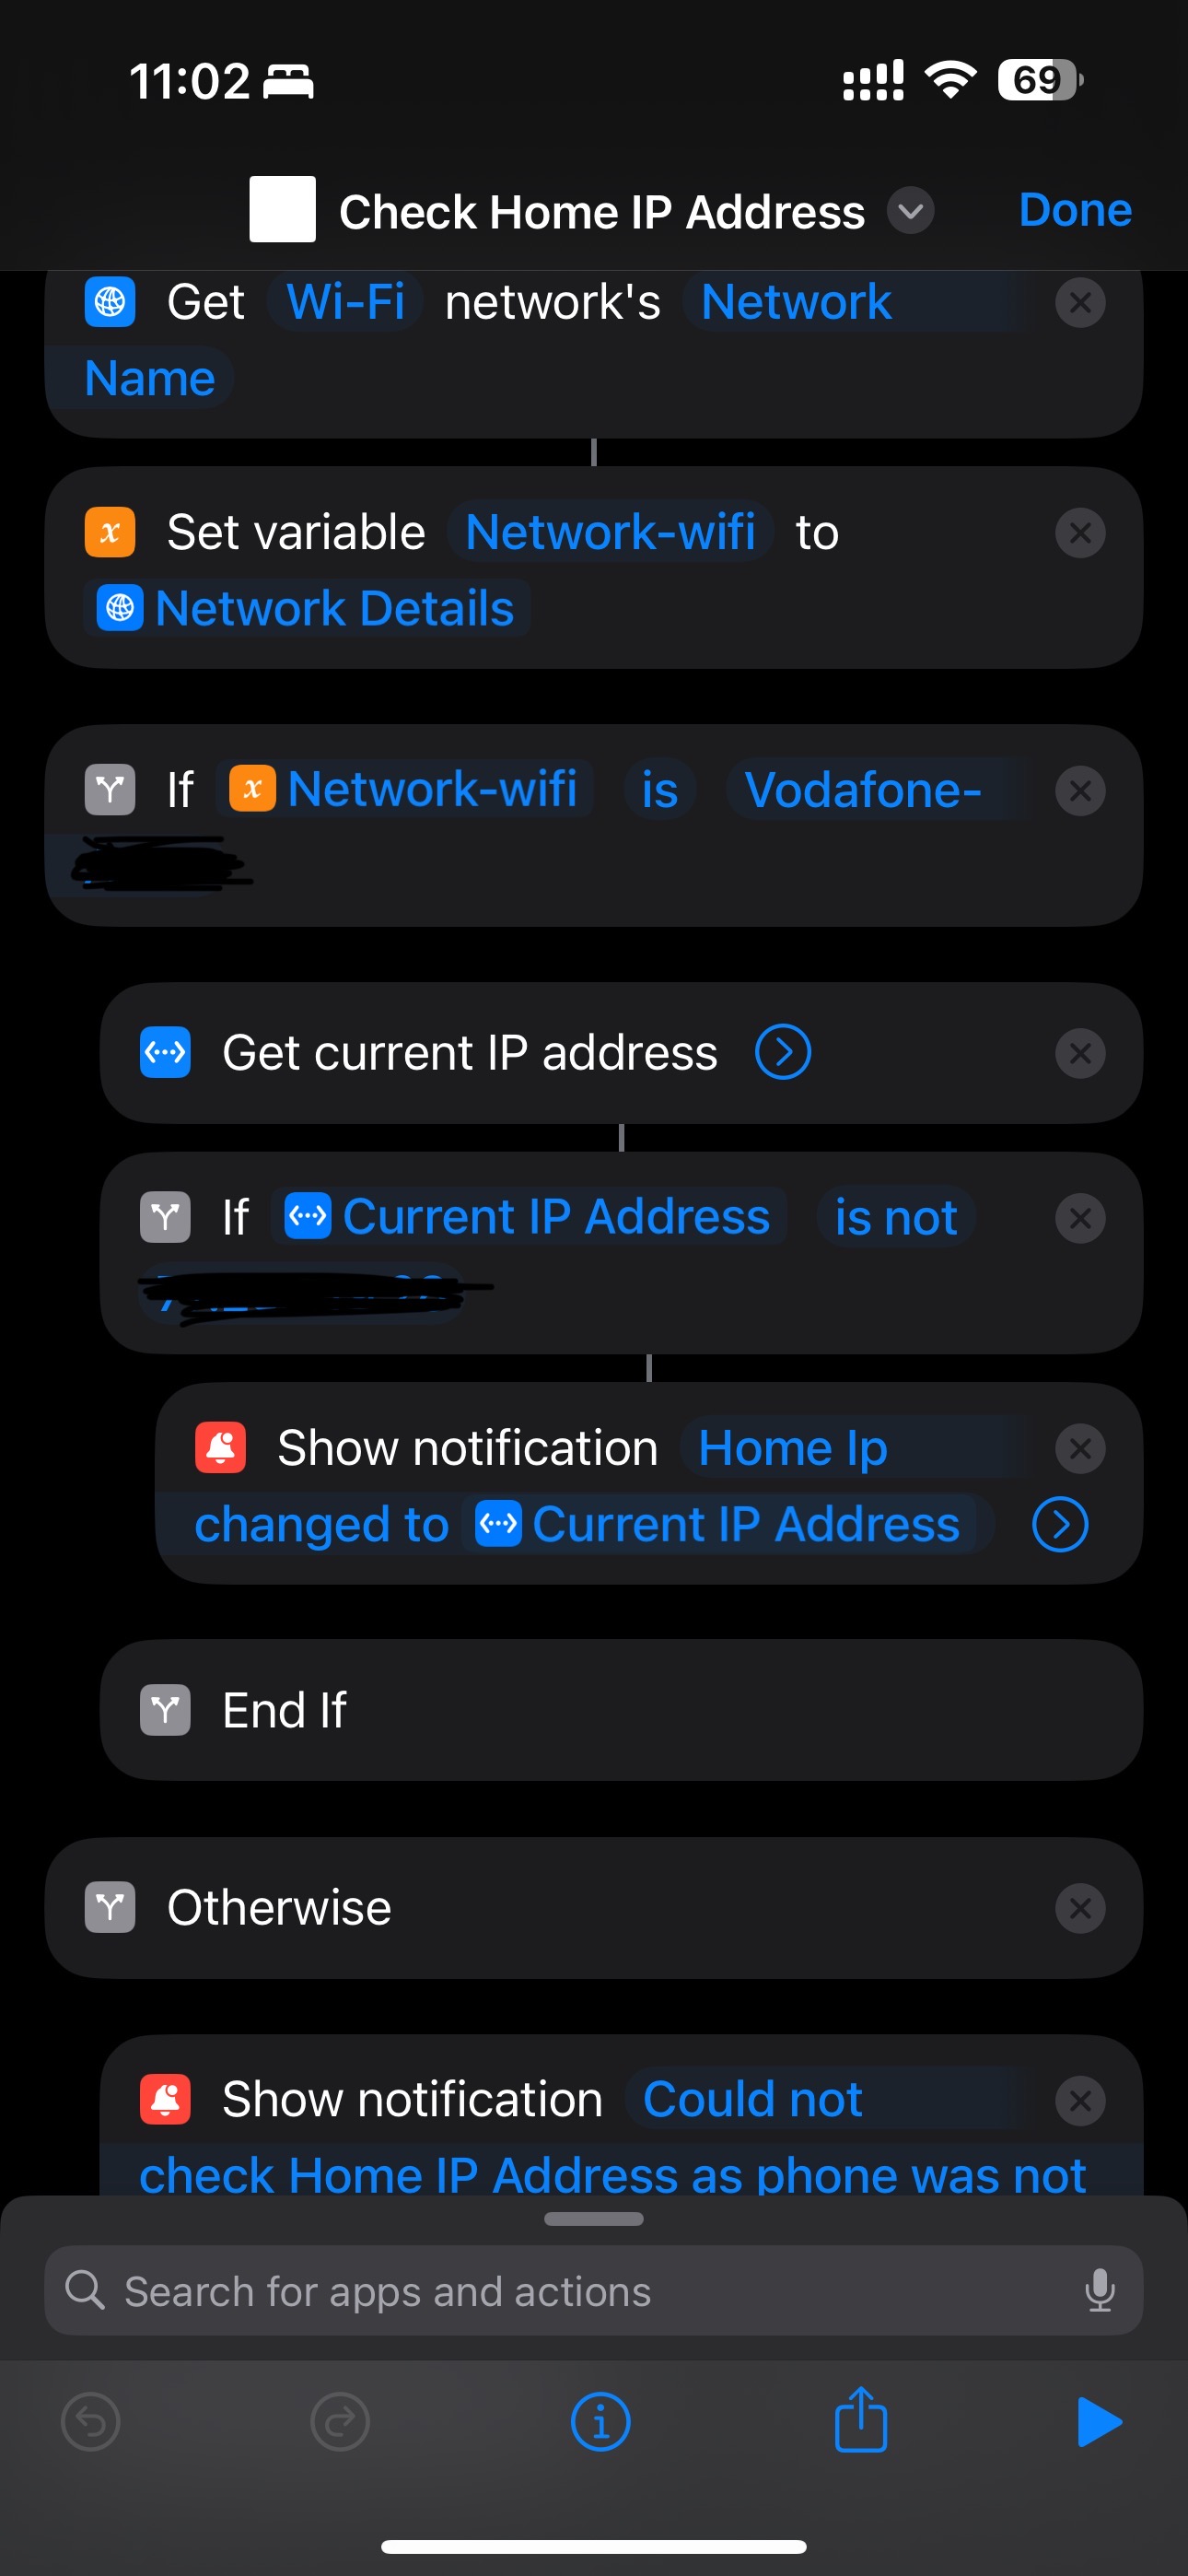 11:02
69
Check Home IP Address
Done
Get Wi-Fi network's Network
Name
Set variable Network-wifi to
Network Details
If Network-wifi is Vodafone-
Get current IP address
If Current IP Address is not
Show notification Home Ip
changed to Current IP Address
End If
Otherwise
Show notification Could not
check Home IP Address as phone was not
Search for apps and actions